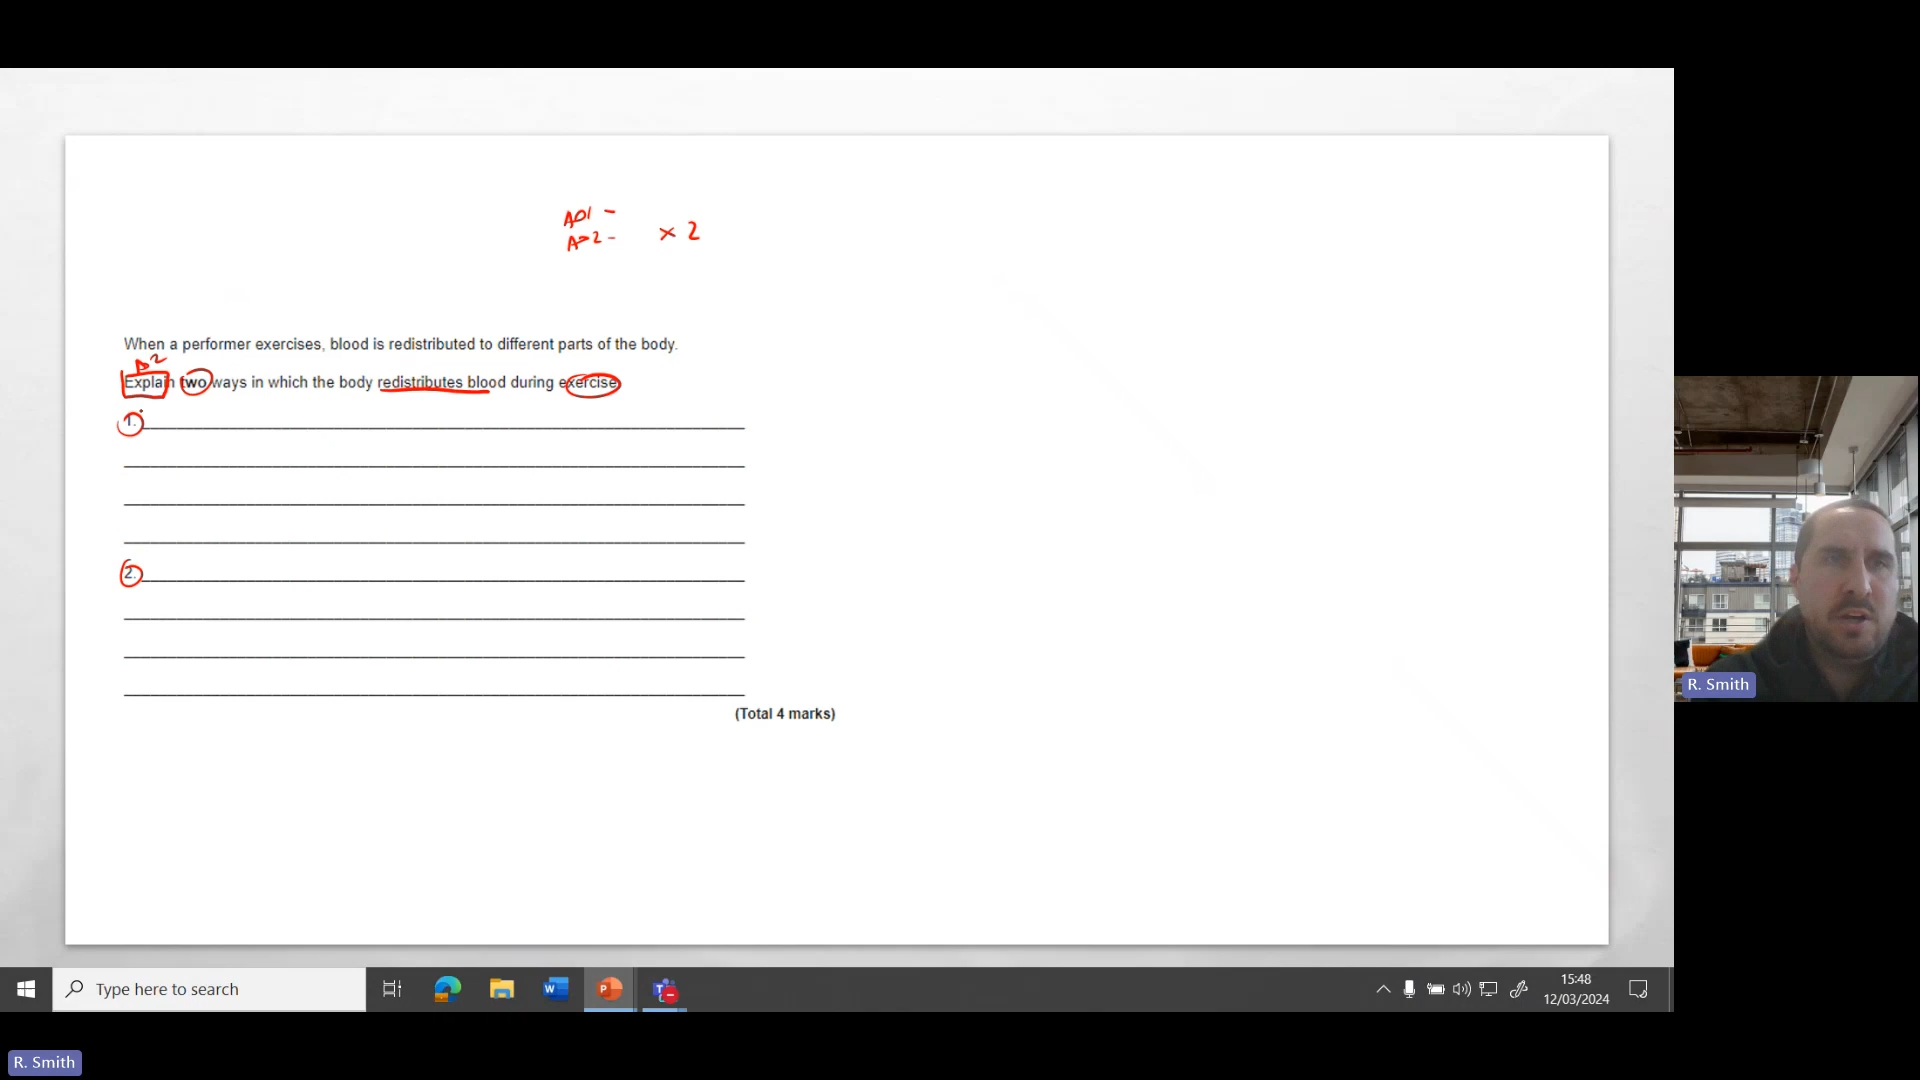 AO1 -
AO2 -
× 2
When a performer exercises, blood is redistributed to different parts of the body.
Explain two ways in which the body redistributes blood during exercise.
1.
2.
(Total 4 marks)
R. Smith
Type here to search
15:48
12/03/2024
R. Smith